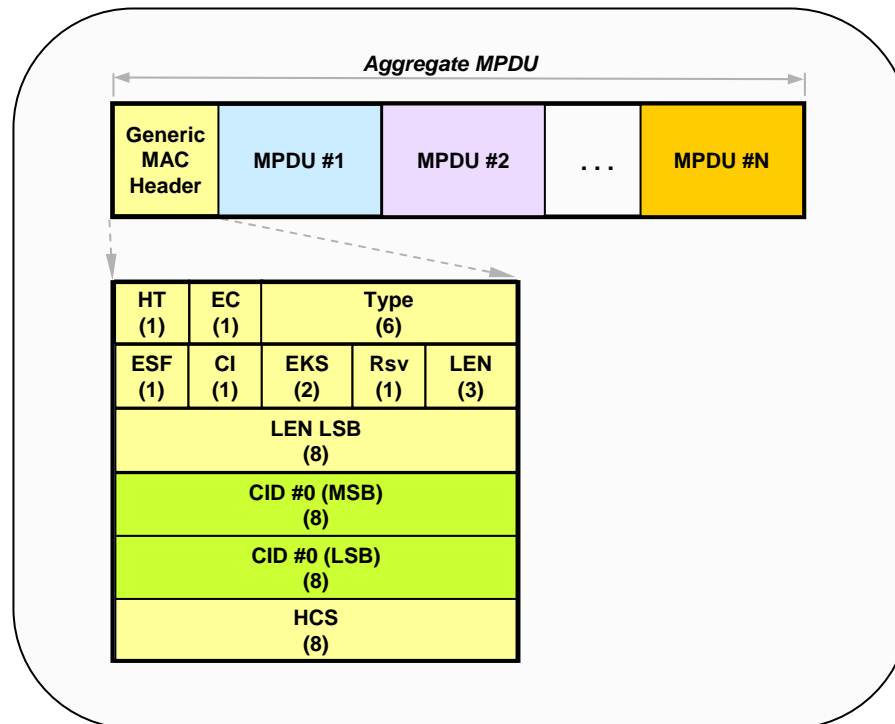 Aggregate MPDU
Generic
MAC
Header
MPDU #1
MPDU #2
. . .
MPDU #N
HT
(1)
EC
(1)
Type
(6)
ESF
(1)
CI
(1)
EKS
(2)
Rsv
(1)
LEN
(3)
LEN LSB
(8)
CID #0 (MSB)
(8)
CID #0 (LSB)
(8)
HCS
(8)